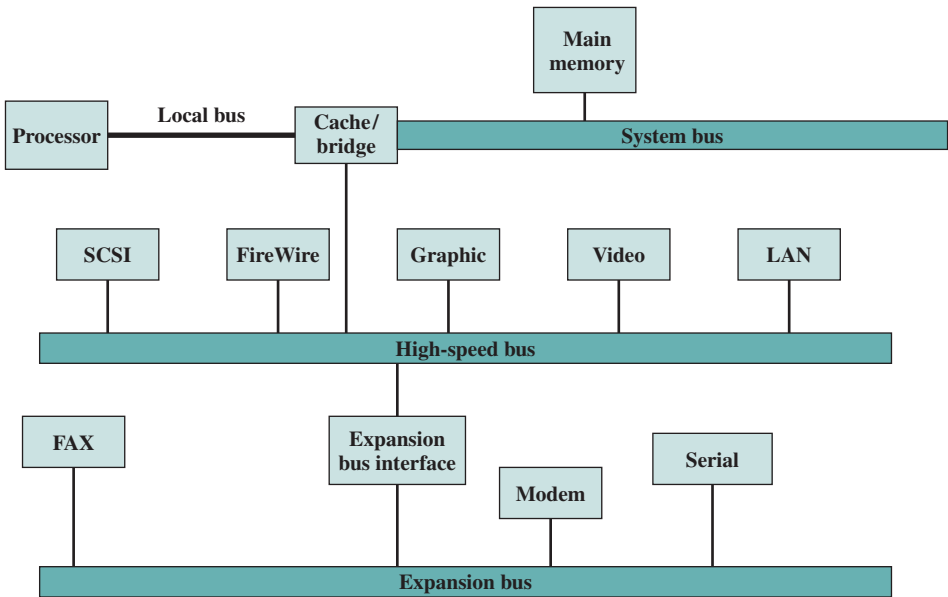 Main
memory
Local bus
Processor
Cache/
bridge
System bus
SCSI
FireWire
Graphic
Video
LAN
High-speed bus
FAX
Expansion
bus interface
Serial
Modem
Expansion bus